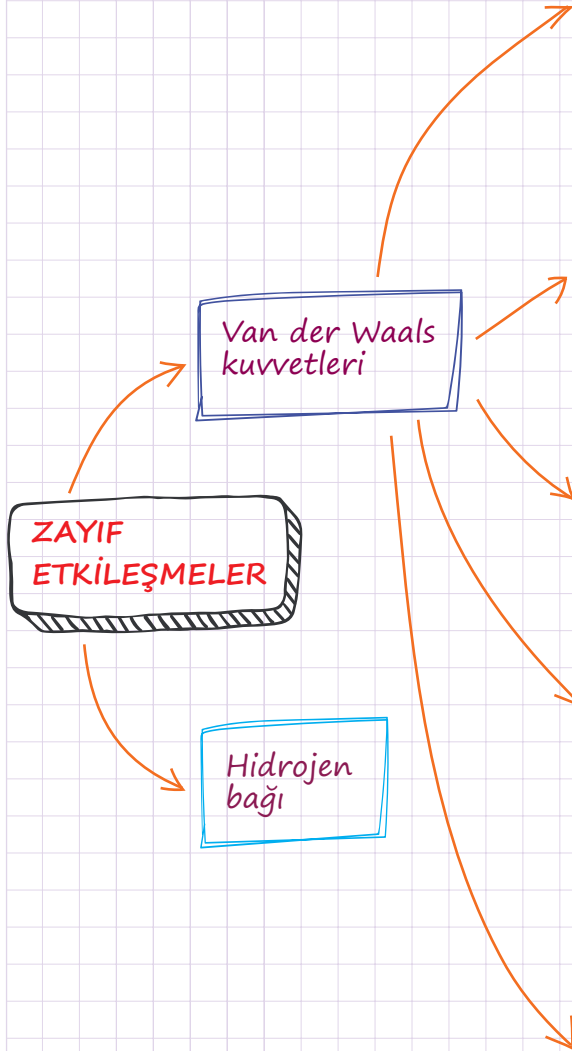 Van der Waals
kuvvetleri
ZAYIF
ETKİLEŞMELER
Hidrojen
bağı